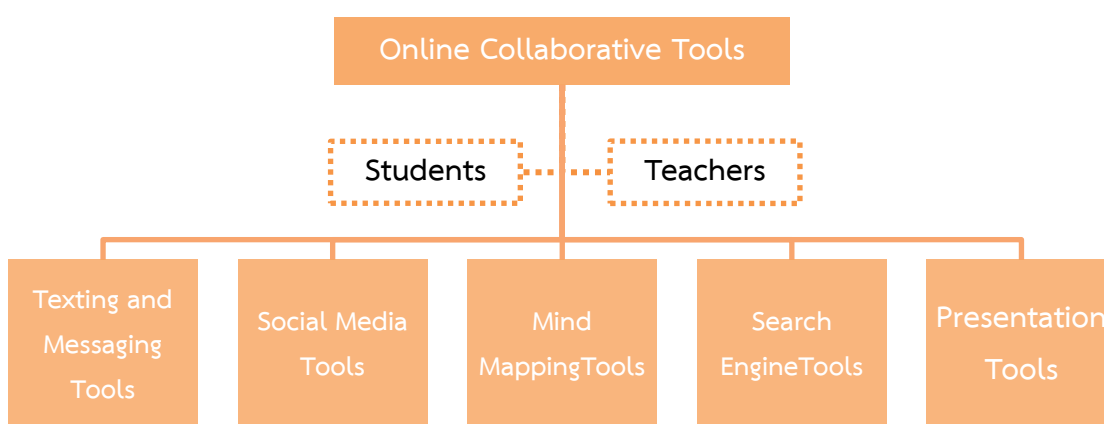 Online Collaborative Tools
Students
Teachers
Texting and
Messaging
Tools
Social Media
Tools
Mind
MappingTools
Search
EngineTools
Presentation
Tools